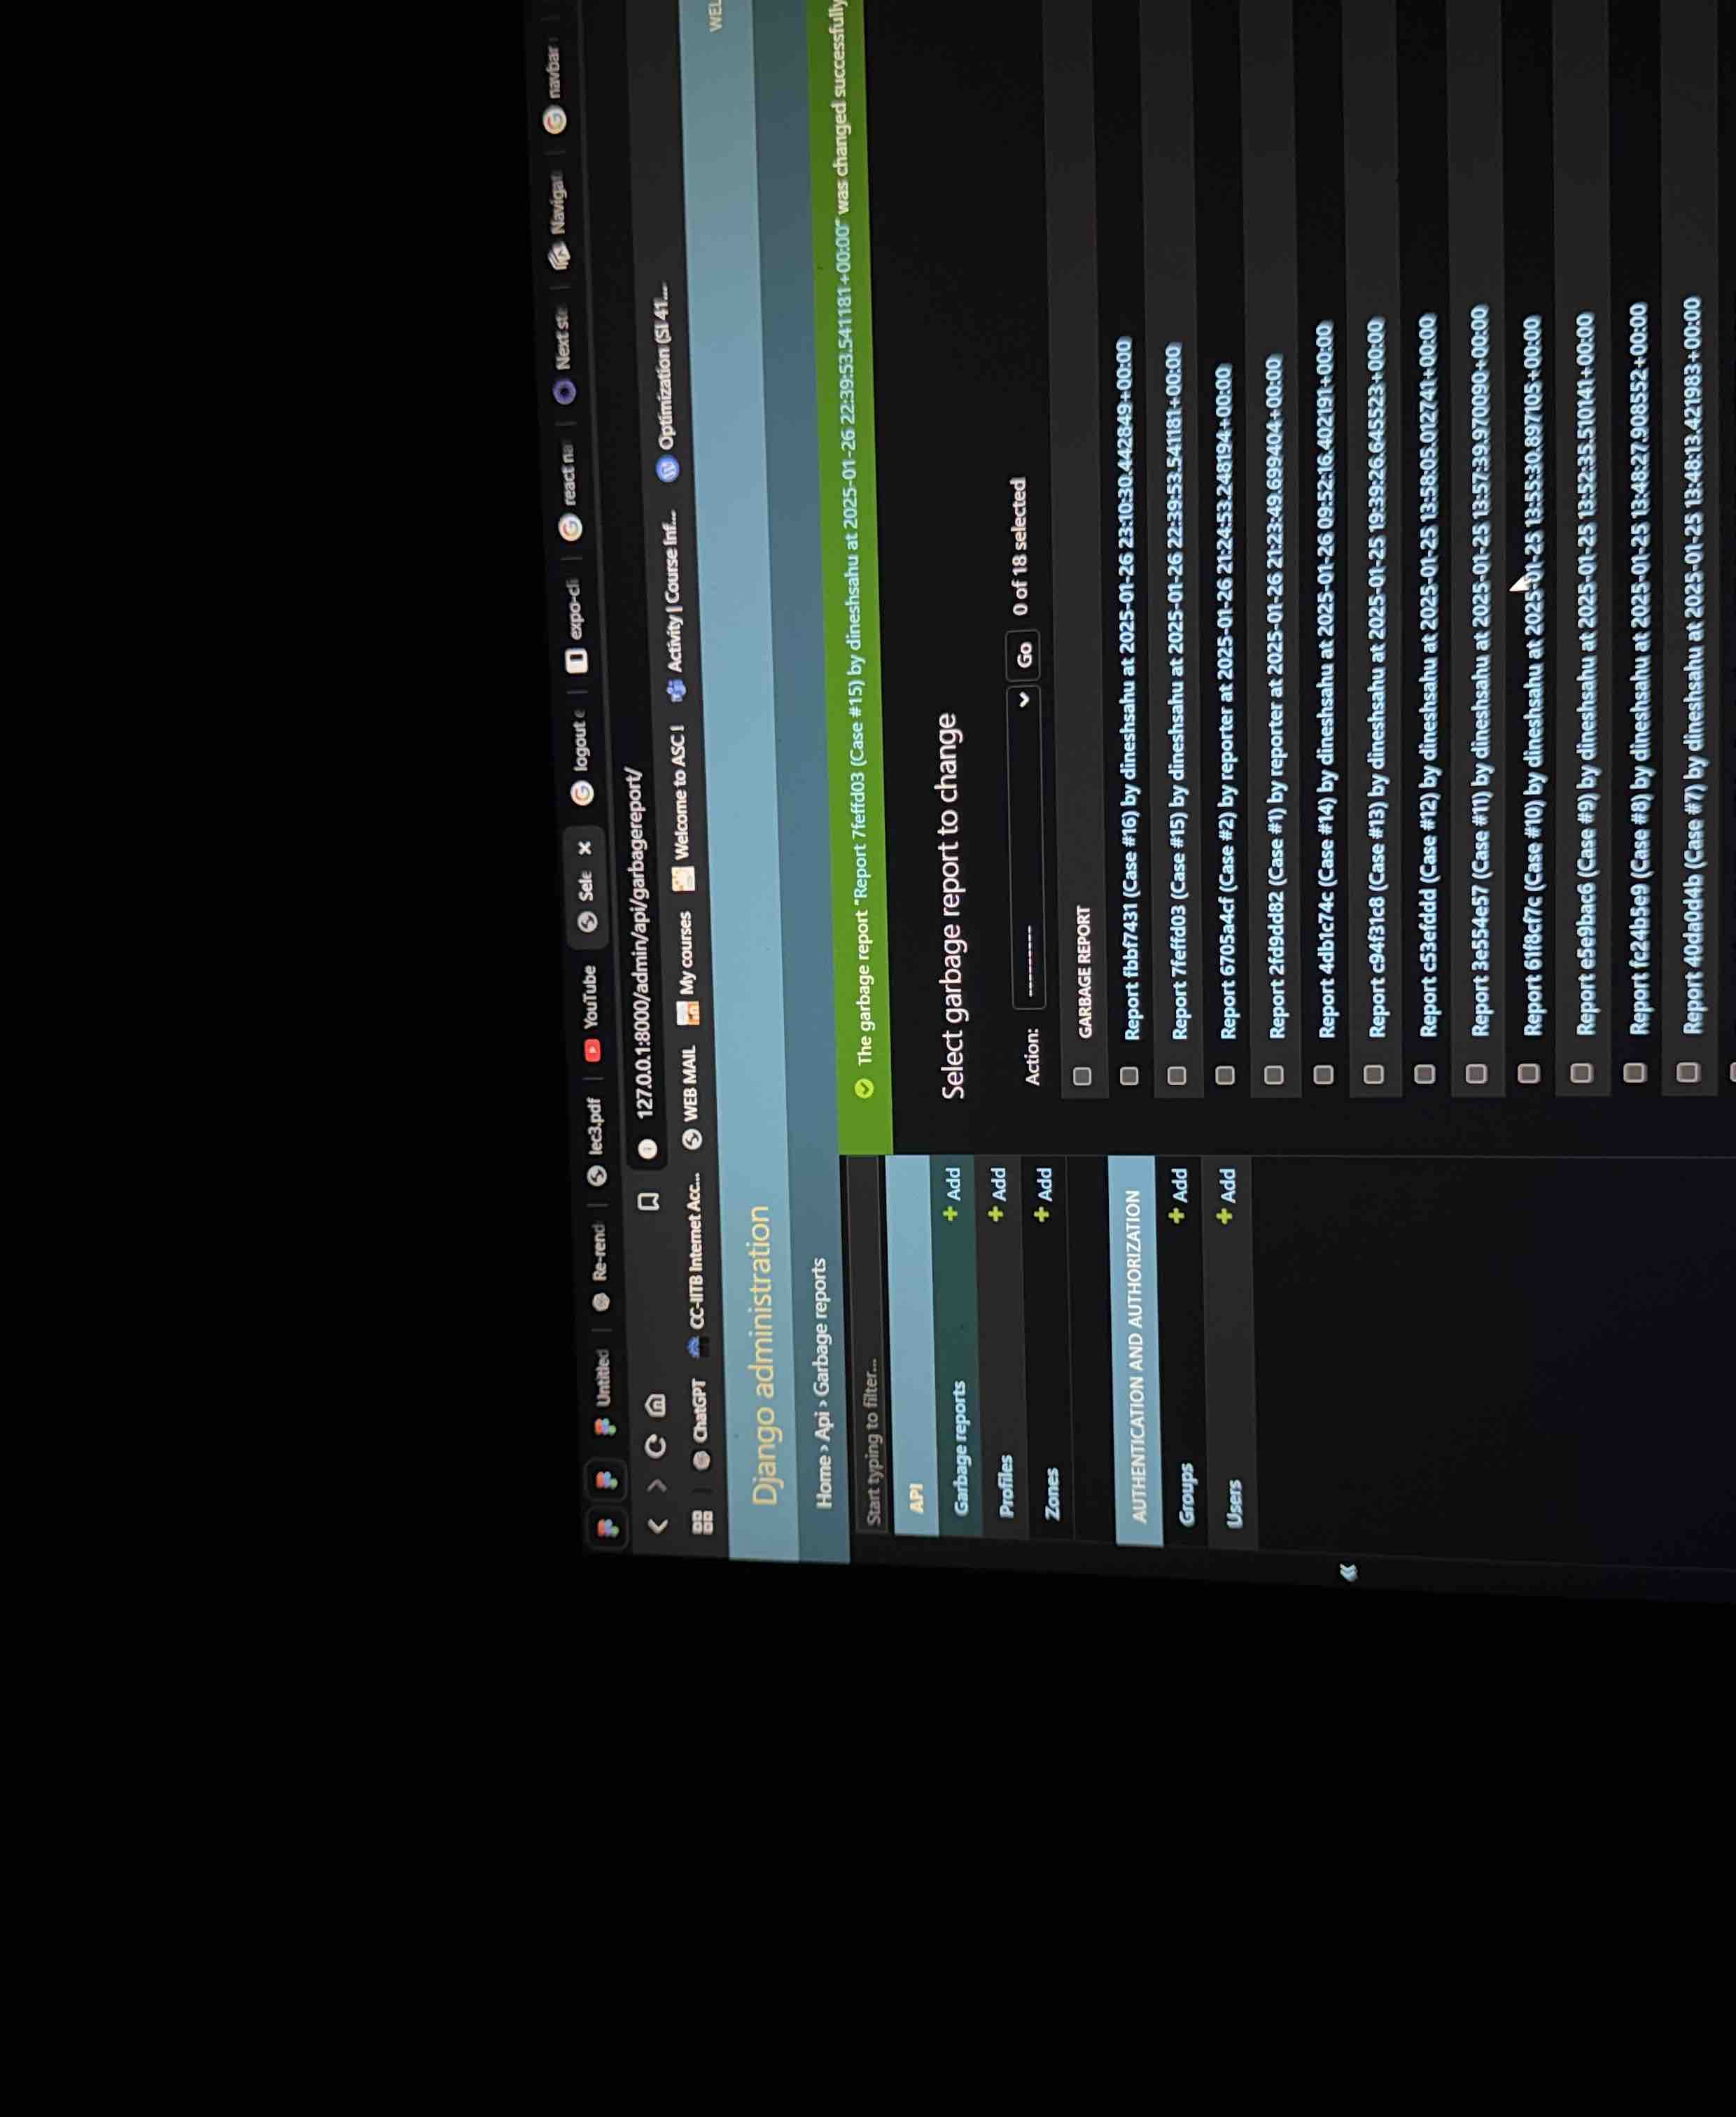 Untitled Re-rend lec3.pdf YouTube Sele logout expo-cli react na Next ste Navigat navbar
127.0.0.1:8000/admin/api/garbagereport/
ChatGPT CC-IITB Internet Acc... WEB MAIL My courses Welcome to ASC ! Activity | Course Inf... Optimization (SI 41...
WEL
Django administration
Home › Api › Garbage reports
Start typing to filter...
API
Garbage reports + Add
Profiles + Add
Zones + Add
AUTHENTICATION AND AUTHORIZATION
Groups + Add
Users + Add
«
The garbage report "Report 7feffd03 (Case #15) by dineshsahu at 2025-01-26 22:39:53.541181+00:00" was changed successfully
Select garbage report to change
Action: --------- Go 0 of 18 selected
GARBAGE REPORT
Report fbbf7431 (Case #16) by dineshsahu at 2025-01-26 23:10:30.442849+00:00
Report 7feffd03 (Case #15) by dineshsahu at 2025-01-26 22:39:53.541181+00:00
Report 6705a4cf (Case #2) by reporter at 2025-01-26 21:24:53.248194+00:00
Report 2fd9dd82 (Case #1) by reporter at 2025-01-26 21:23:49.699404+00:00
Report 4db1c74c (Case #14) by dineshsahu at 2025-01-26 09:52:16.402191+00:00
Report c94f31c8 (Case #13) by dineshsahu at 2025-01-25 19:39:26.645523+00:00
Report c53efddd (Case #12) by dineshsahu at 2025-01-25 13:58:05.012741+00:00
Report 3e554e57 (Case #11) by dineshsahu at 2025-01-25 13:57:39.970090+00:00
Report 61f8cf7c (Case #10) by dineshsahu at 2025-01-25 13:55:30.897105+00:00
Report e5e9bac6 (Case #9) by dineshsahu at 2025-01-25 13:52:35.510141+00:00
Report fc24b5e9 (Case #8) by dineshsahu at 2025-01-25 13:48:27.908552+00:00
Report 40da0d4b (Case #7) by dineshsahu at 2025-01-25 13:48:13.421983+00:00